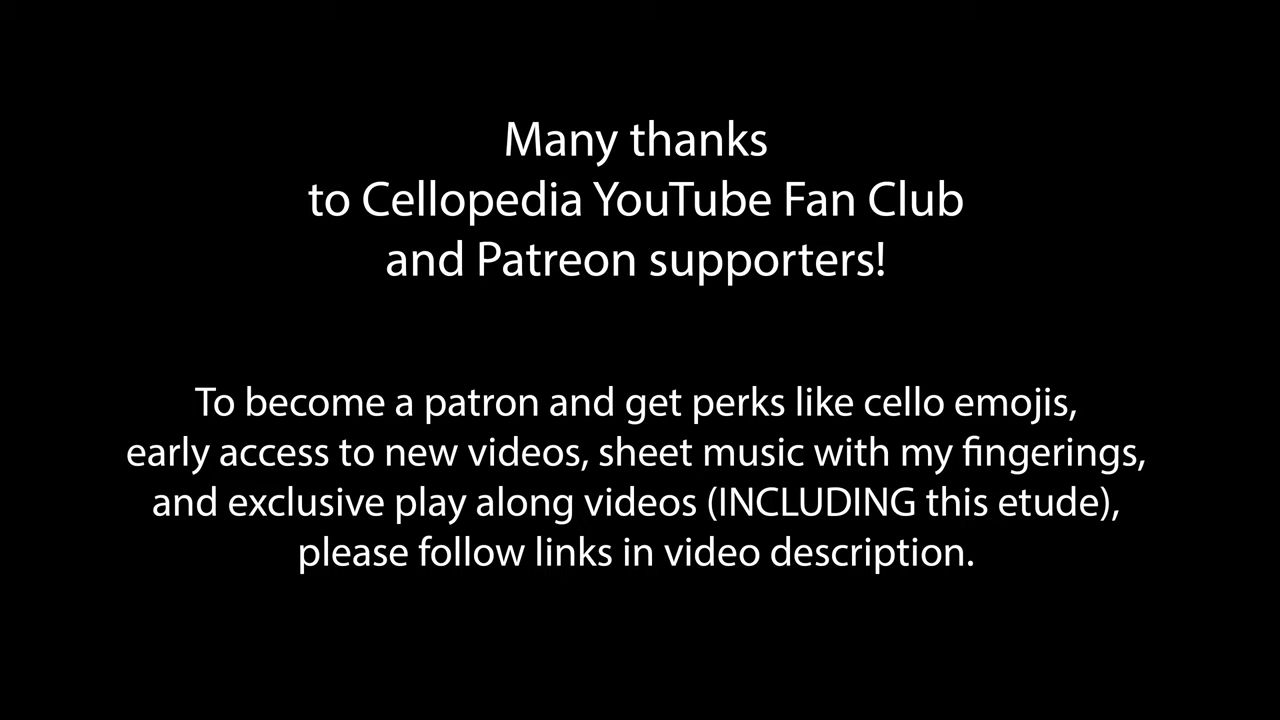 Many thanks
to Cellopedia YouTube Fan Club
and Patreon supporters!
To become a patron and get perks like cello emojis,
early access to new videos, sheet music with my fingerings,
and exclusive play along videos (INCLUDING this etude),
please follow links in video description.